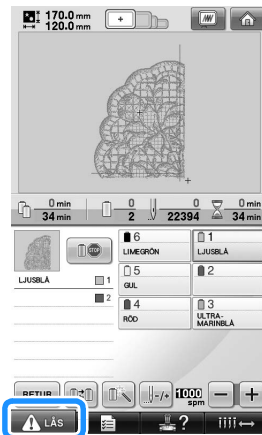 170.0 mm
120.0 mm
0 min
34 min
0
2
0
22394
0 min
34 min
6
LIMEGRÖN
1
LJUSBLÅ
5
GUL
2
4
RÖD
3
ULTRA-
MARINBLÅ
LJUSBLÅ 1
2
RETUR
-/+
1000
spm
- +
LÅS
?